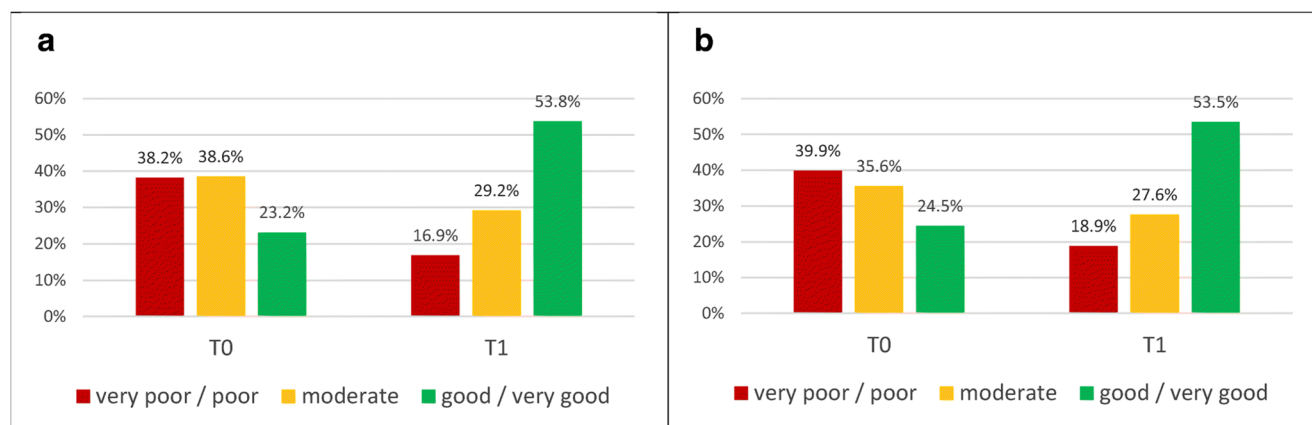 a
60%
50%
40%
30%
20%
10%
0%
38.2%
38.6%
23.2%
16.9%
29.2%
53.8%
T0
T1
very poor / poor
moderate
good / very good
b
60%
50%
40%
30%
20%
10%
0%
39.9%
35.6%
24.5%
18.9%
27.6%
53.5%
T0
T1
very poor / poor
moderate
good / very good